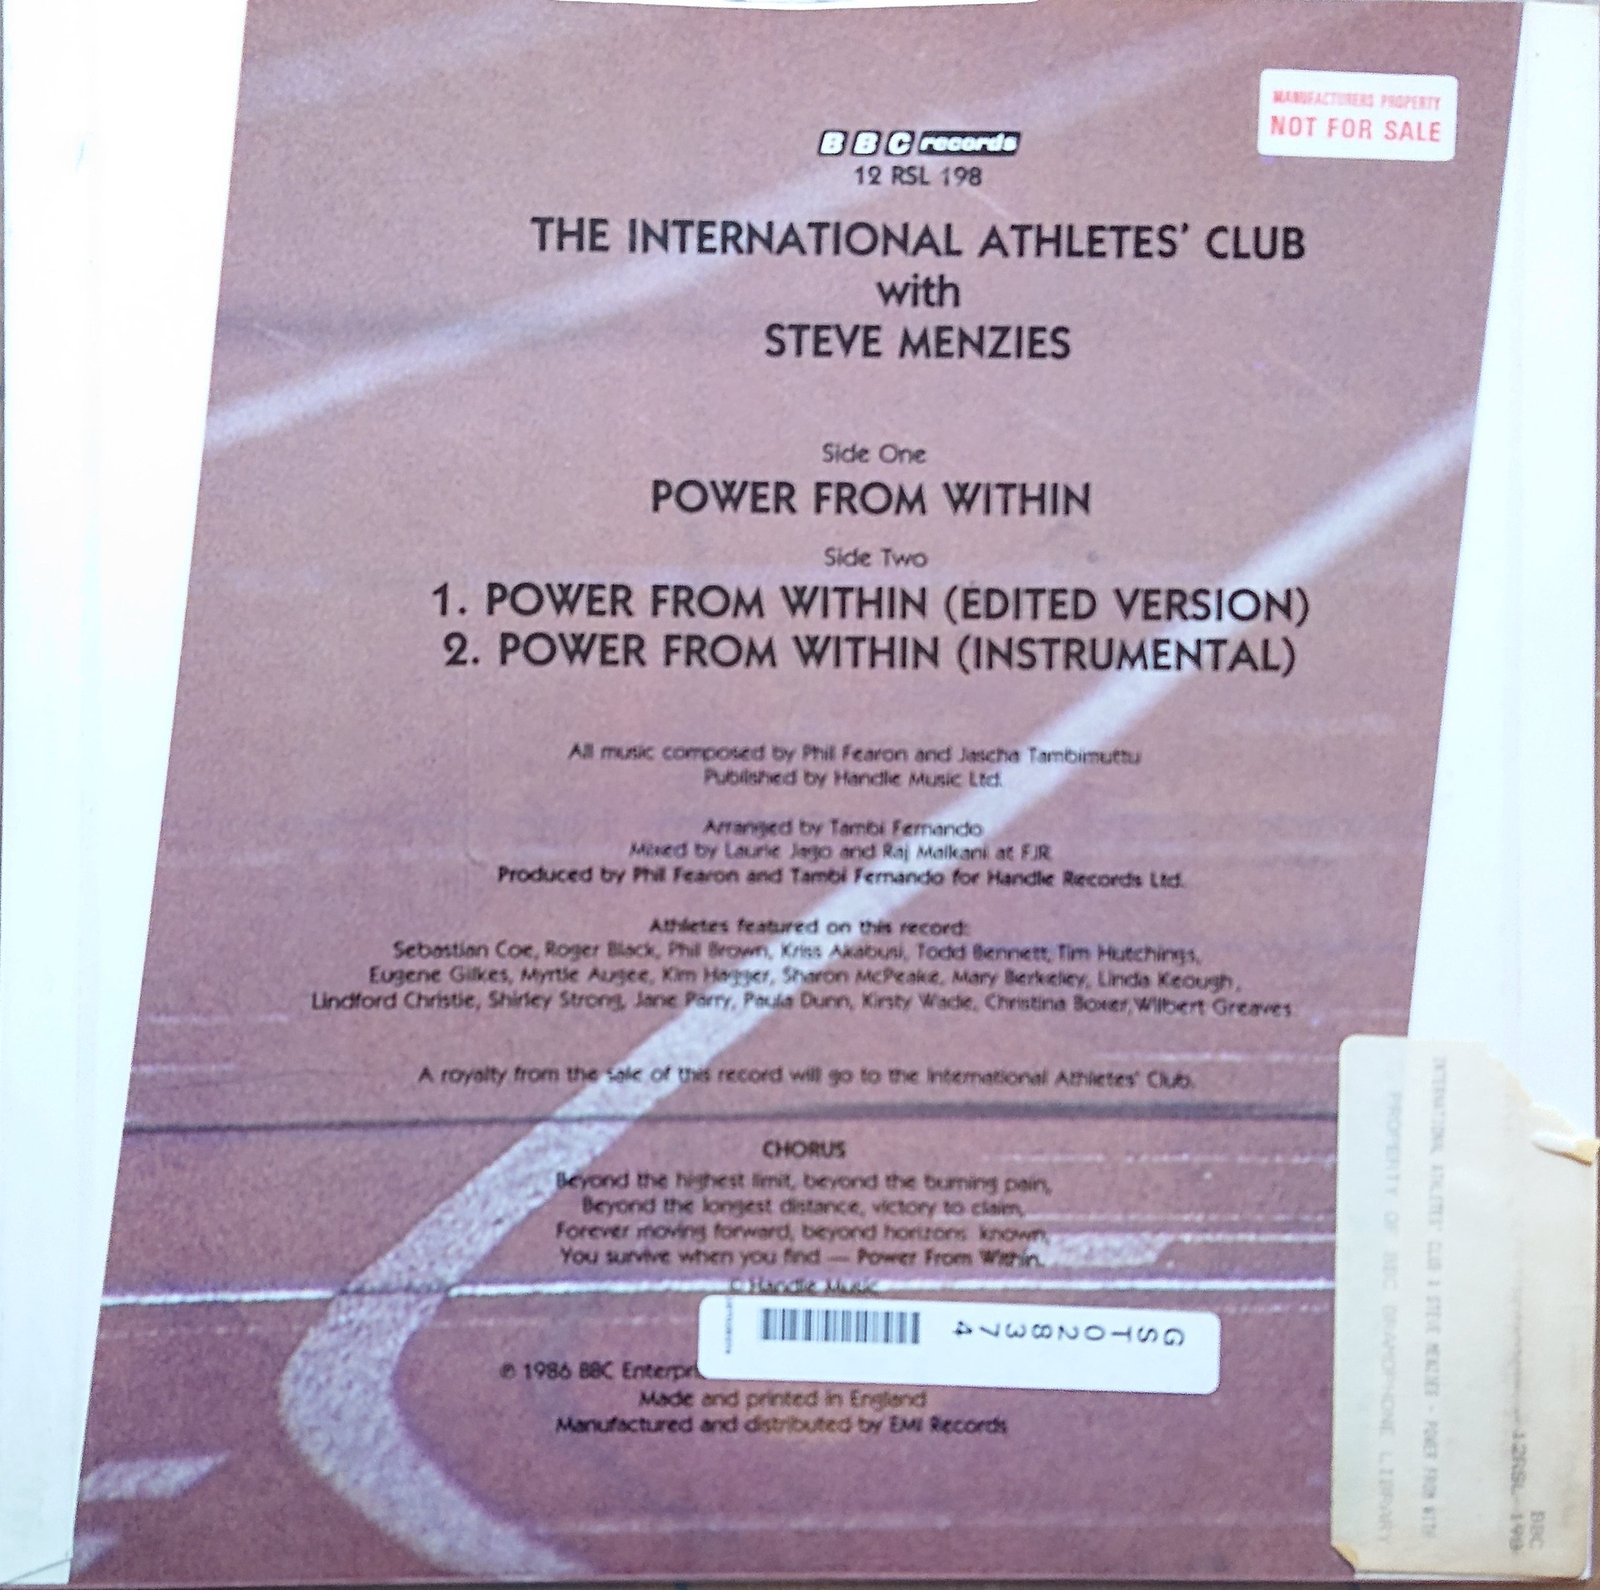 MANUFACTURERS PROPERTY
NOT FOR SALE
BBC records
12 RSL 198
THE INTERNATIONAL ATHLETES' CLUB
with
STEVE MENZIES
Side One
POWER FROM WITHIN
Side Two
1. POWER FROM WITHIN (EDITED VERSION)
2. POWER FROM WITHIN (INSTRUMENTAL)
All music composed by Phil Fearon and Jascha Tambimuttu
Published by Handle Music Ltd.
Arranged by Tambi Fernando
Mixed by Laurie Jago and Raj Malkani at FJR
Produced by Phil Fearon and Tambi Fernando for Handle Records Ltd.
Athletes featured on this record:
Sebastian Coe, Roger Black, Phil Brown, Kriss Akabusi, Todd Bennett, Tim Hutchings,
Eugene Gilkes, Myrtle Augee, Kim Hagger, Sharon McPeake, Mary Berkeley, Linda Keough,
Lindford Christie, Shirley Strong, Jane Parry, Paula Dunn, Kirsty Wade, Christina Boxer, Wilbert Greaves
A royalty from the sale of this record will go to the International Athletes' Club.
CHORUS
Beyond the highest limit, beyond the burning pain,
Beyond the longest distance, victory to claim,
Forever moving forward, beyond horizons known,
You survive when you find — Power From Within.
© Handle Music
GST028374
℗ 1986 BBC Enterpri
Made and printed in England
Manufactured and distributed by EMI Records
BBC
12RSL-198
INTERNATIONAL ATHLETES' CLUB & STEVE MENZIES - POWER FROM WITH
PROPERTY OF BBC GRAMOPHONE LIBRARY